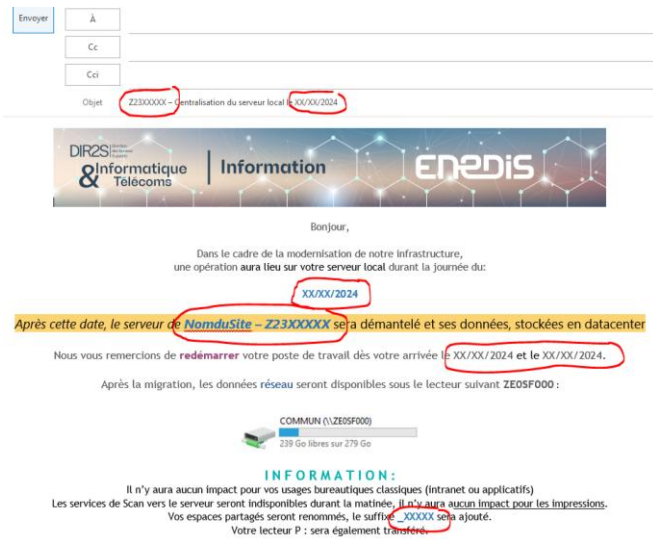 Envoyer
À
Cc
Cci
Objet Z23XXXXX – Centralisation du serveur local le XX/XX/2024
DIR2S
&Informatique Télécoms
Information
ENEDIS
Bonjour,
Dans le cadre de la modernisation de notre infrastructure,
une opération aura lieu sur votre serveur local durant la journée du:
XX/XX/2024
Après cette date, le serveur de NomduSite – Z23XXXXX sera démantelé et ses données, stockées en datacenter
Nous vous remercions de redémarrer votre poste de travail dès votre arrivée le XX/XX/2024 et le XX/XX/2024.
Après la migration, les données réseau seront disponibles sous le lecteur suivant ZE0SF000 :
COMMUN (\\ZE0SF000)
239 Go libres sur 279 Go
INFORMATION:
Il n’y aura aucun impact pour vos usages bureautiques classiques (intranet ou applicatifs)
Les services de Scan vers le serveur seront indisponibles durant la matinée, il n’y aura aucun impact pour les impressions.
Vos espaces partagés seront renommés, le suffixe _XXXXX sera ajouté.
Votre lecteur P : sera également transféré.